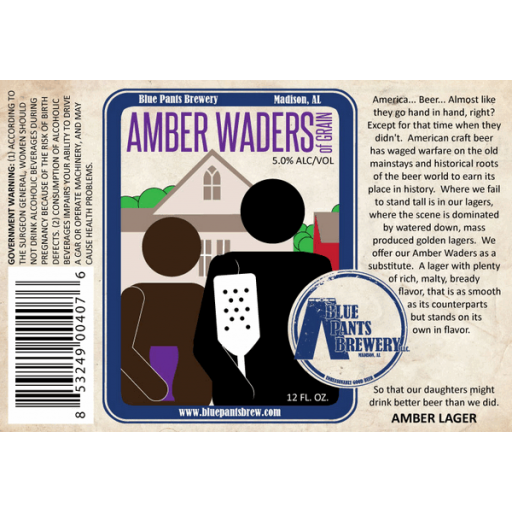 GOVERNMENT WARNING: (1) ACCORDING TO
THE SURGEON GENERAL, WOMEN SHOULD
NOT DRINK ALCOHOLIC BEVERAGES DURING
PREGNANCY BECAUSE OF THE RISK OF BIRTH
DEFECTS. (2) CONSUMPTION OF ALCOHOLIC
BEVERAGES IMPAIRS YOUR ABILITY TO DRIVE
A CAR OR OPERATE MACHINERY, AND MAY
CAUSE HEALTH PROBLEMS.
8 53249 00407 6
Blue Pants Brewery Madison, AL
AMBER WADERS
of GRAIN
5.0% ALC/VOL
12 FL. OZ.
www.bluepantsbrew.com
America... Beer... Almost like
they go hand in hand, right?
Except for that time when they
didn't. American craft beer
has waged warfare on the old
mainstays and historical roots
of the beer world to earn its
place in history. Where we fail
to stand tall is in our lagers,
where the scene is dominated
by watered down, mass
produced golden lagers. We
offer our Amber Waders as a
substitute. A lager with plenty
of rich, malty, bready
flavor, that is as smooth
as its counterparts
but stands on its
own in flavor.
BLUE
PANTS
BREWERY
MADISON, AL
So that our daughters might
drink better beer than we did.
AMBER LAGER